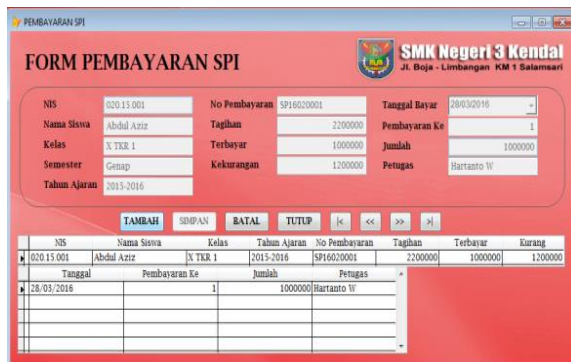 PEMBAYARAN SPI
FORM PEMBAYARAN SPI
SMK Negeri 3 Kendal
Jl. Boja - Limbangan KM 1 Salamsari
NIS 020.15.001 No Pembayaran SP16020001 Tanggal Bayar 28/03/2016
Nama Siswa Abdul Aziz Tagihan 2200000 Pembayaran Ke 1
Kelas X TKR 1 Terbayar 1000000 Jumlah 1000000
Semester Genap Kekurangan 1200000 Petugas Hartanto W
Tahun Ajaran 2015-2016
TAMBAH SIMPAN BATAL TUTUP |< << >> >|
NIS Nama Siswa Kelas Tahun Ajaran No Pembayaran Tagihan Terbayar Kurang
020.15.001 Abdul Aziz X TKR 1 2015-2016 SP16020001 2200000 1000000 1200000
Tanggal Pembayaran Ke Jumlah Petugas
28/03/2016 1 1000000 Hartanto W